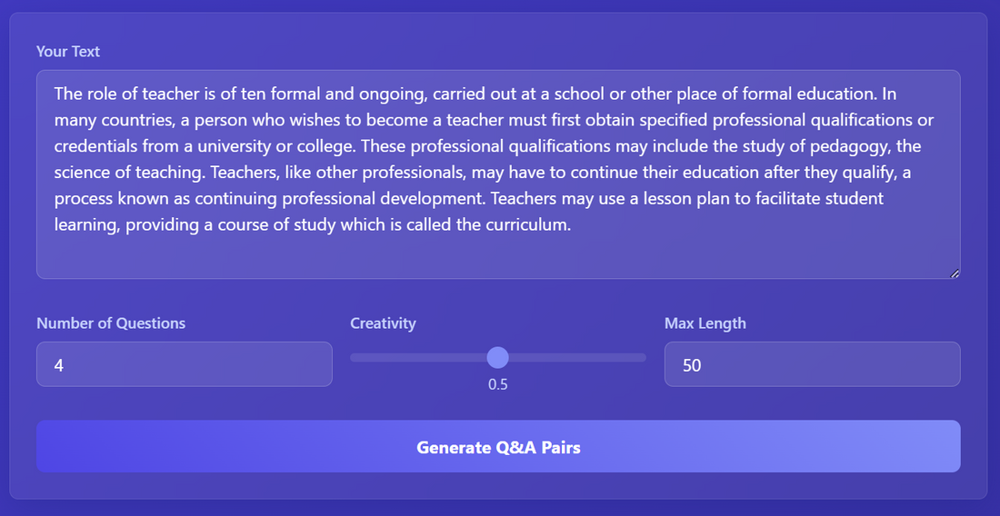 Your Text
The role of teacher is of ten formal and ongoing, carried out at a school or other place of formal education. In
many countries, a person who wishes to become a teacher must first obtain specified professional qualifications or
credentials from a university or college. These professional qualifications may include the study of pedagogy, the
science of teaching. Teachers, like other professionals, may have to continue their education after they qualify, a
process known as continuing professional development. Teachers may use a lesson plan to facilitate student
learning, providing a course of study which is called the curriculum.
Number of Questions
Creativity
Max Length
4
0.5
50
Generate Q&A Pairs